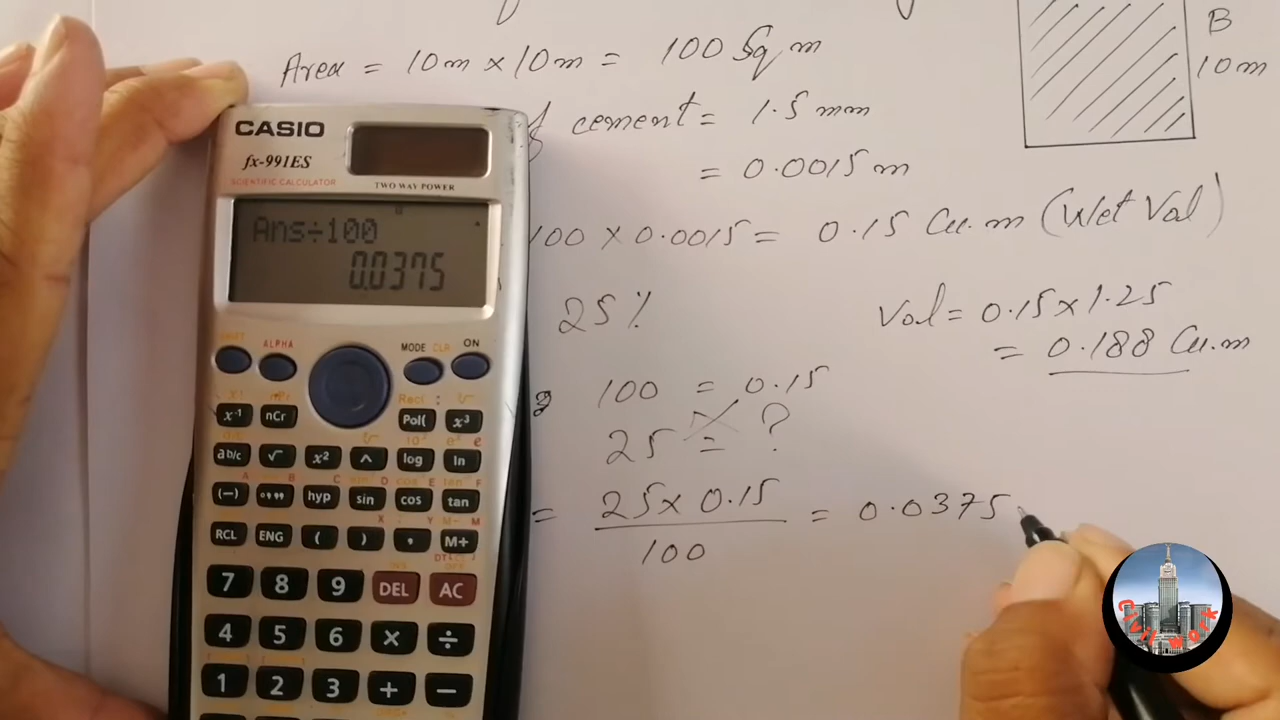 Area = 10m × 10m = 100 Sq m
B
10m
cement = 1.5 mm
= 0.0015 m
100 × 0.0015 = 0.15 Cu.m (Wet Vol)
25%
Vol = 0.15 × 1.25
= 0.188 Cu.m
100 = 0.15
25 = ?
= 25 × 0.15 / 100 = 0.0375
CASIO
fx-991ES
SCIENTIFIC CALCULATOR
TWO WAY POWER
Ans÷100
0.0375
SHIFT ALPHA MODE CLR ON
x⁻¹ nCr Pol( x³
ab/c √ x² ^ log ln
(-) °'" hyp sin cos tan
RCL ENG ( ) , M+
7 8 9 DEL AC
4 5 6 × ÷
1 2 3 + −
Civil work